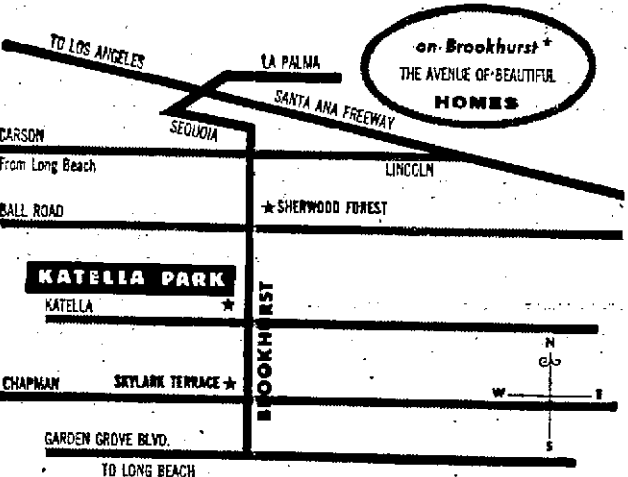 TO LOS ANGELES
LA PALMA
on Brookhurst *
THE AVENUE OF BEAUTIFUL
HOMES
SANTA ANA FREEWAY
SEQUOIA
CARSON
From Long Beach
LINCOLN
BALL ROAD
★ SHERWOOD FOREST
KATELLA PARK
KATELLA ★
BROOKHURST
CHAPMAN
SKYLARK TERRACE ★
N
W
E
S
GARDEN GROVE BLVD.
TO LONG BEACH